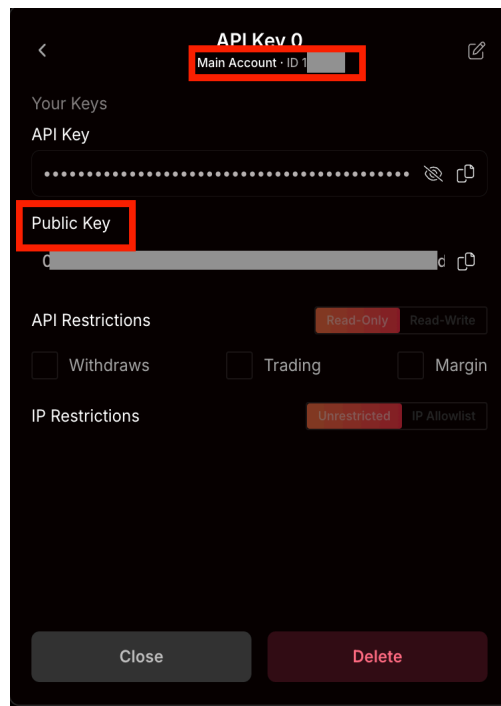 API Key 0
Main Account · ID 1
Your Keys
API Key
••••••••••••••••••••••••••••••••••••••••••
Public Key
0 d
API Restrictions
Read-Only Read-Write
Withdraws Trading Margin
IP Restrictions
Unrestricted IP Allowlist
Close Delete